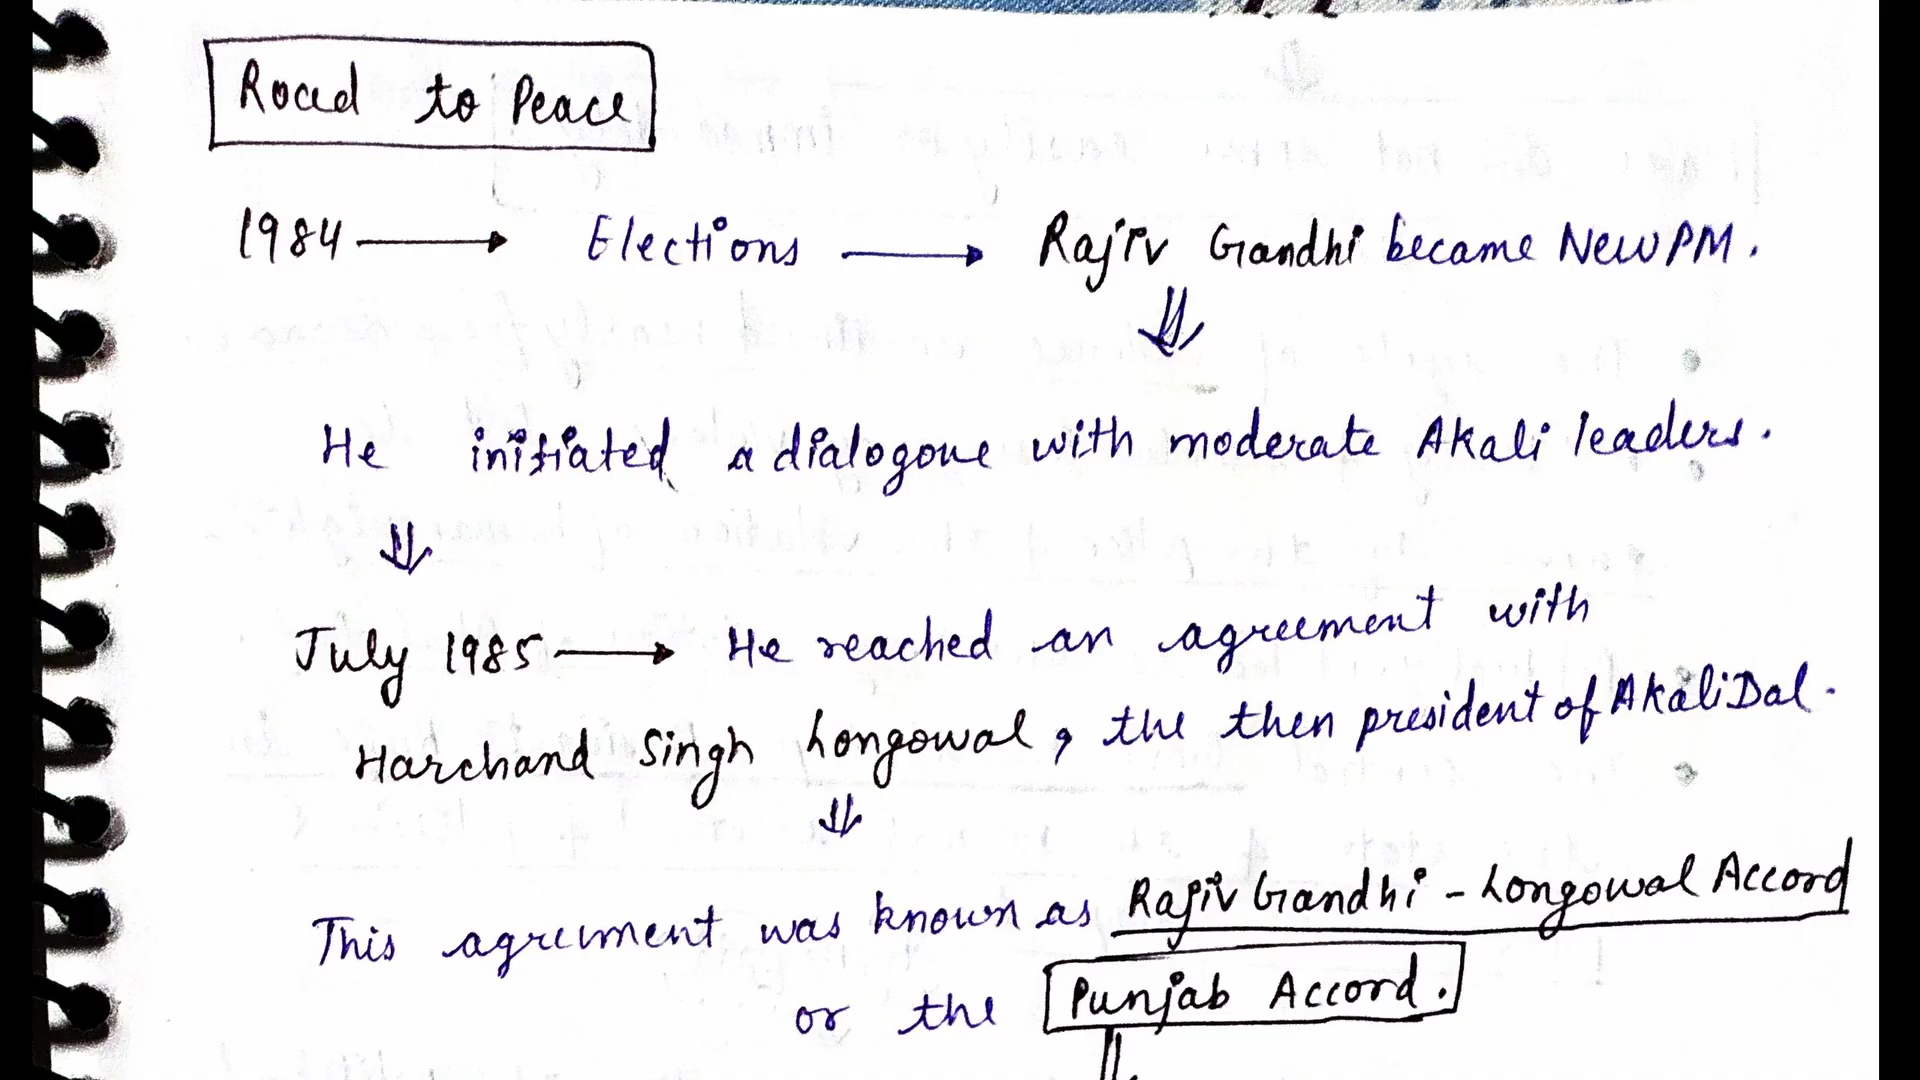 Road to Peace
1984 → Elections → Rajiv Gandhi became New PM.
He initiated a dialogoue with moderate Akali leaders.
July 1985 → He reached an agreement with
Harchand Singh Longowal, the then president of Akali Dal.
This agreement was known as Rajiv Gandhi - Longowal Accord
or the Punjab Accord.